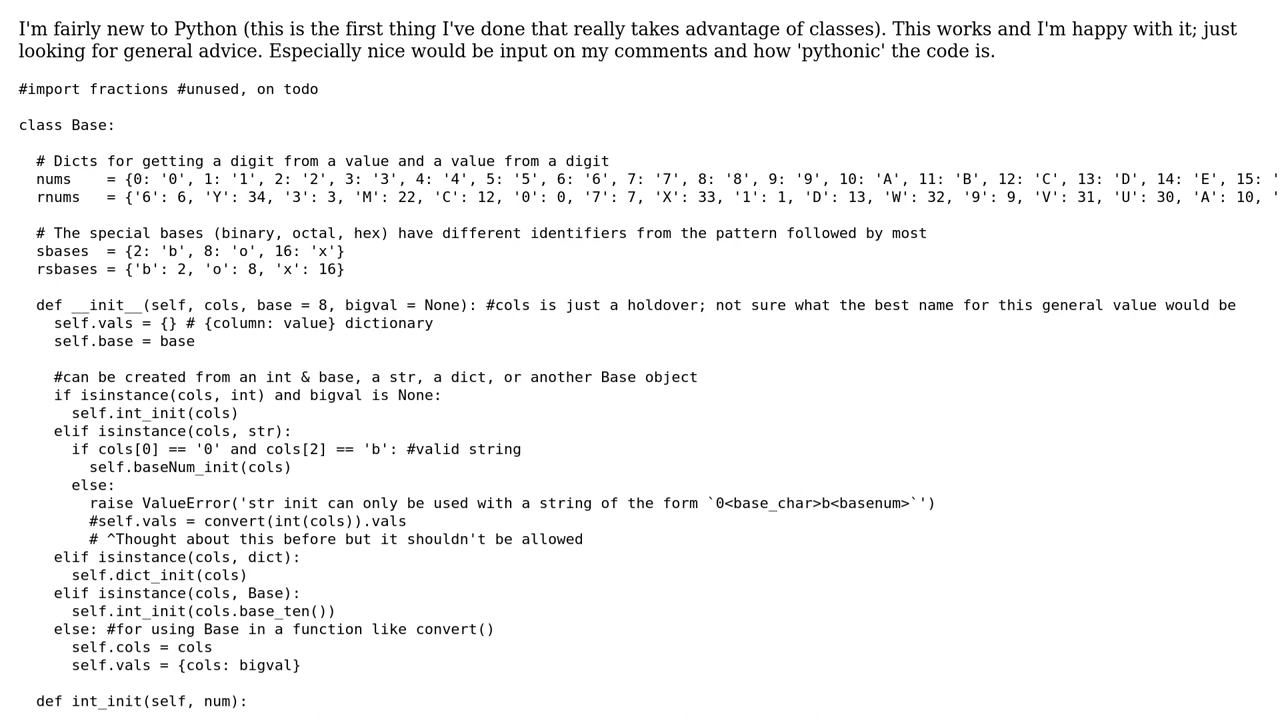 I'm fairly new to Python (this is the first thing I've done that really takes advantage of classes). This works and I'm happy with it; just
looking for general advice. Especially nice would be input on my comments and how 'pythonic' the code is.
#import fractions #unused, on todo
class Base:
  # Dicts for getting a digit from a value and a value from a digit
  nums    = {0: '0', 1: '1', 2: '2', 3: '3', 4: '4', 5: '5', 6: '6', 7: '7', 8: '8', 9: '9', 10: 'A', 11: 'B', 12: 'C', 13: 'D', 14: 'E', 15: '
  rnums   = {'6': 6, 'Y': 34, '3': 3, 'M': 22, 'C': 12, '0': 0, '7': 7, 'X': 33, '1': 1, 'D': 13, 'W': 32, '9': 9, 'V': 31, 'U': 30, 'A': 10, '
  # The special bases (binary, octal, hex) have different identifiers from the pattern followed by most
  sbases  = {2: 'b', 8: 'o', 16: 'x'}
  rsbases = {'b': 2, 'o': 8, 'x': 16}
  def __init__(self, cols, base = 8, bigval = None): #cols is just a holdover; not sure what the best name for this general value would be
    self.vals = {} # {column: value} dictionary
    self.base = base
    #can be created from an int & base, a str, a dict, or another Base object
    if isinstance(cols, int) and bigval is None:
      self.int_init(cols)
    elif isinstance(cols, str):
      if cols[0] == '0' and cols[2] == 'b': #valid string
        self.baseNum_init(cols)
      else:
        raise ValueError('str init can only be used with a string of the form `0<base_char>b<basenum>`')
        #self.vals = convert(int(cols)).vals
        # ^Thought about this before but it shouldn't be allowed
    elif isinstance(cols, dict):
      self.dict_init(cols)
    elif isinstance(cols, Base):
      self.int_init(cols.base_ten())
    else: #for using Base in a function like convert()
      self.cols = cols
      self.vals = {cols: bigval}
  def int_init(self, num):